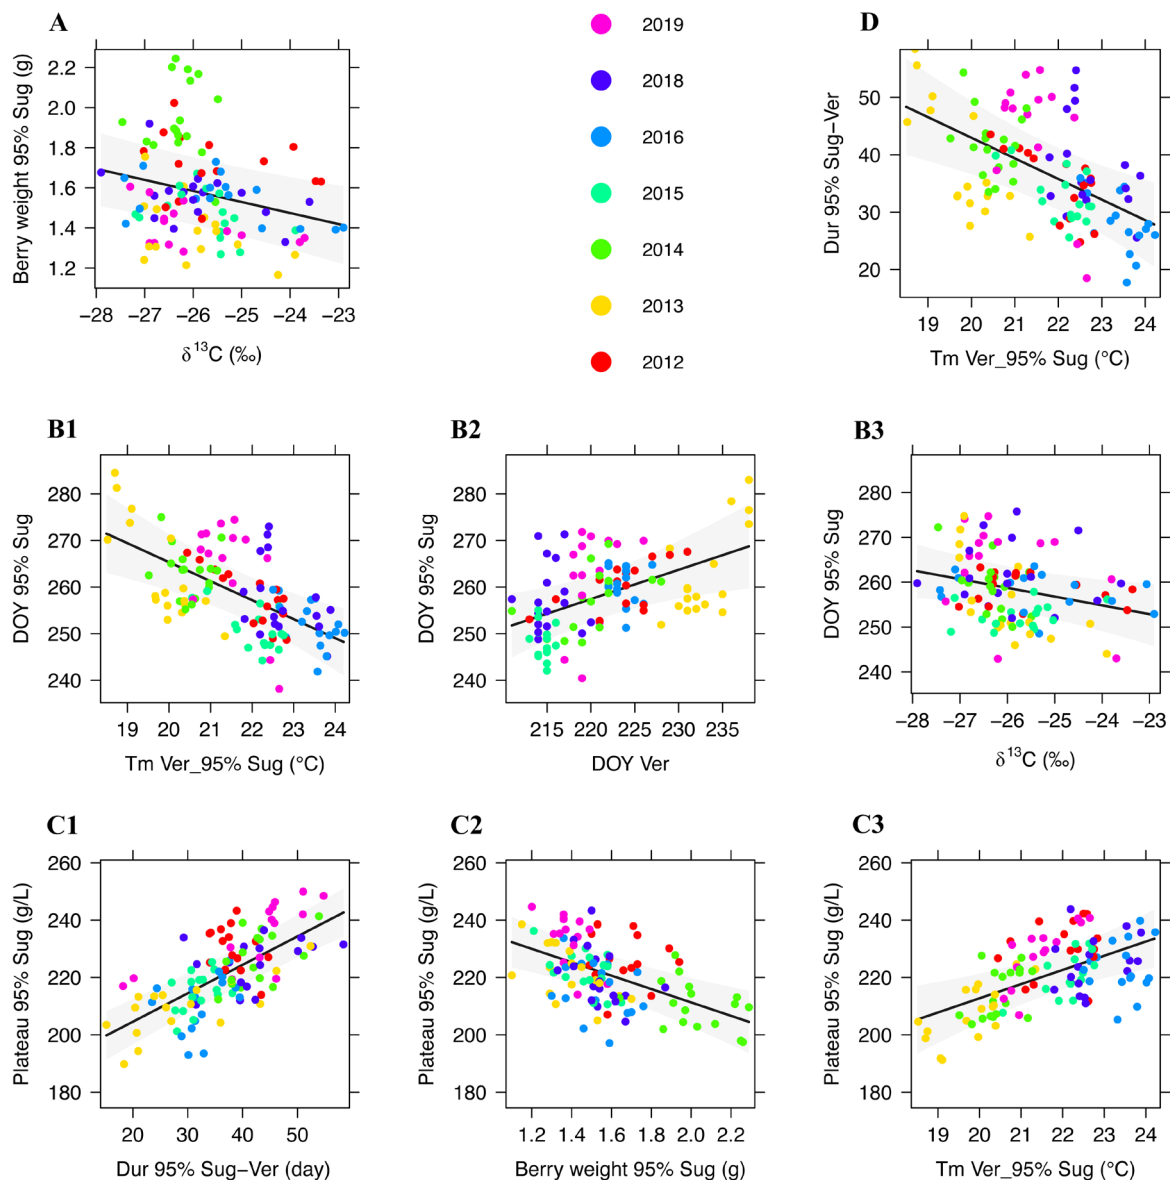 A
Berry weight 95% Sug (g)
2.2
2.0
1.8
1.6
1.4
1.2
−28 −27 −26 −25 −24 −23
δ13C (‰)
2019
2018
2016
2015
2014
2013
2012
D
Dur 95% Sug−Ver
50
40
30
20
19 20 21 22 23 24
Tm Ver_95% Sug (°C)
B1
DOY 95% Sug
280
270
260
250
240
19 20 21 22 23 24
Tm Ver_95% Sug (°C)
B2
DOY 95% Sug
280
270
260
250
240
215 220 225 230 235
DOY Ver
B3
DOY 95% Sug
280
270
260
250
240
−28 −27 −26 −25 −24 −23
δ13C (‰)
C1
Plateau 95% Sug (g/L)
260
240
220
200
180
20 30 40 50
Dur 95% Sug−Ver (day)
C2
Plateau 95% Sug (g/L)
260
240
220
200
180
1.2 1.4 1.6 1.8 2.0 2.2
Berry weight 95% Sug (g)
C3
Plateau 95% Sug (g/L)
260
240
220
200
180
19 20 21 22 23 24
Tm Ver_95% Sug (°C)